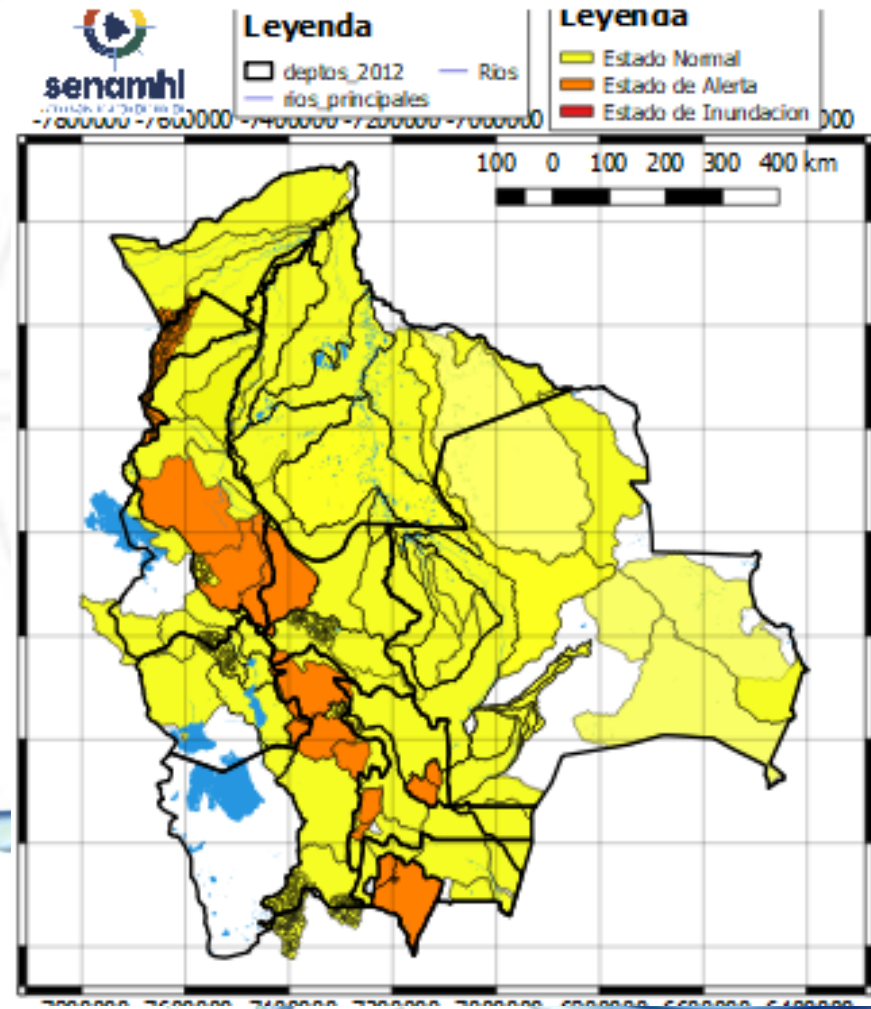 senamhi
Leyenda
deptos_2012
Rios
rios_principales
Leyenda
Estado Normal
Estado de Alerta
Estado de Inundacion
-7800000 -7600000 -7400000 -7200000 -7000000
100 0 100 200 300 400 km